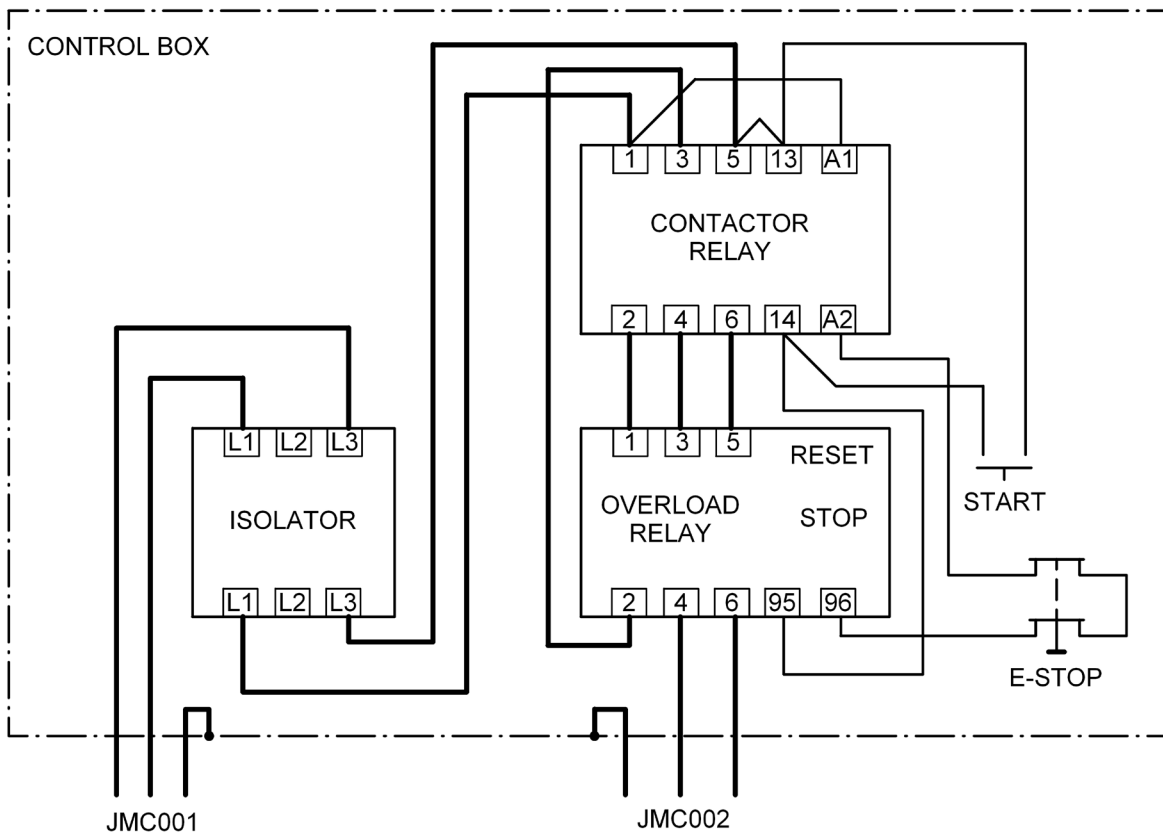 CONTROL BOX
1 3 5 13 A1
CONTACTOR
RELAY
2 4 6 14 A2
L1 L2 L3
ISOLATOR
L1 L2 L3
1 3 5
RESET
OVERLOAD
RELAY
STOP
2 4 6 95 96
START
E-STOP
JMC001
JMC002